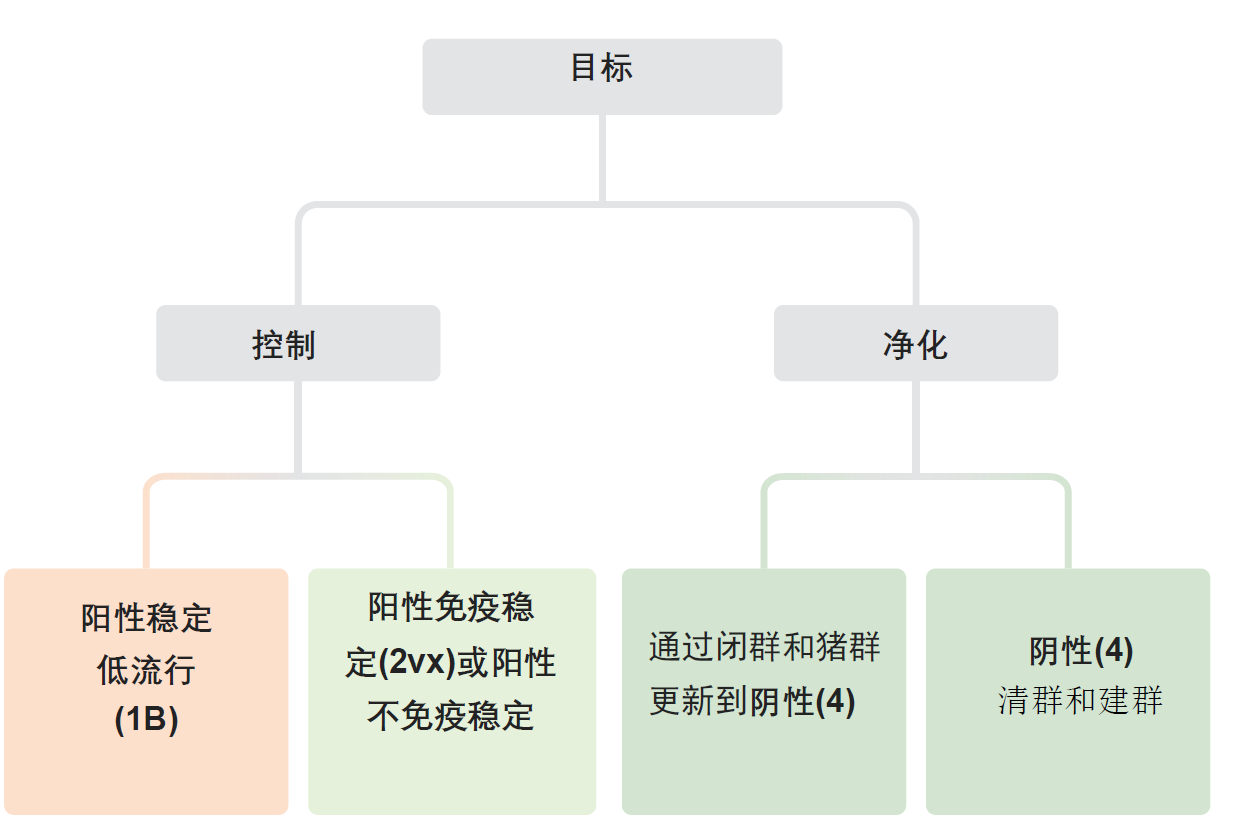 目标
控制
净化
阳性稳定
低流行
(1B)
阳性免疫稳
定(2vx)或阳性
不免疫稳定
通过闭群和猪群
更新到阴性(4)
阴性(4)
清群和建群